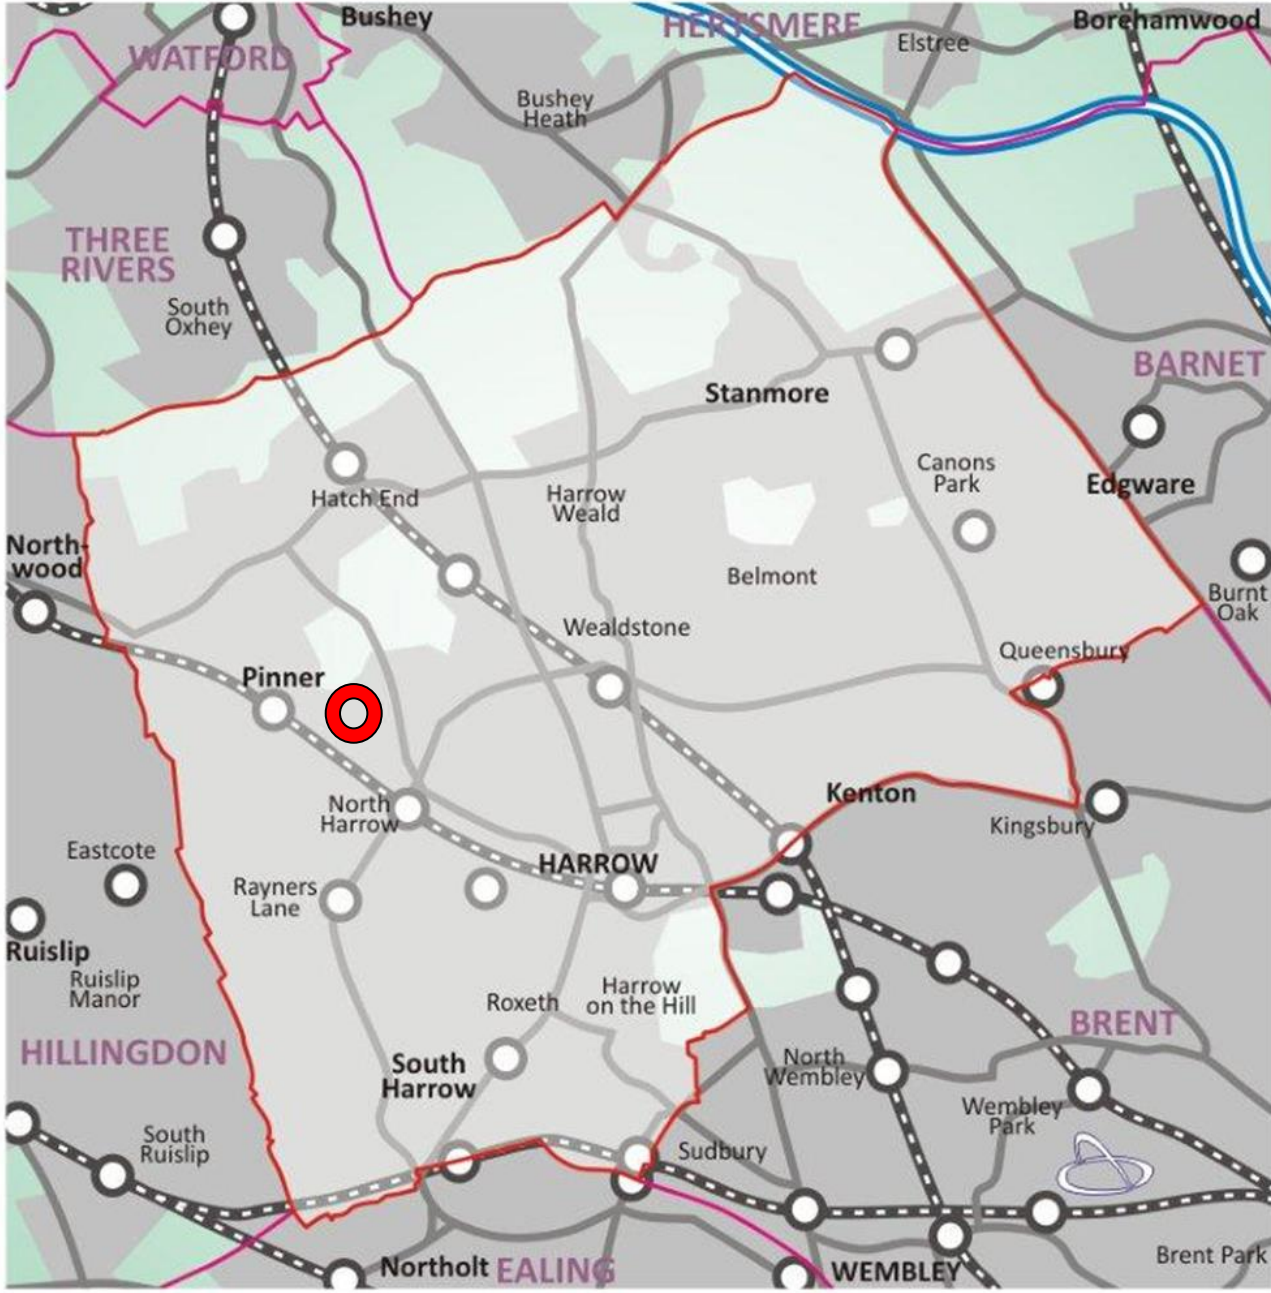 Bushey
HERTSMERE
Borehamwood
WATFORD
Elstree
Bushey
Heath
THREE
RIVERS
South
Oxhey
BARNET
Stanmore
Canons
Park
Edgware
Hatch End
Harrow
Weald
North-
wood
Belmont
Burnt
Oak
Wealdstone
Queensbury
Pinner
North
Harrow
Kenton
Kingsbury
Eastcote
HARROW
Rayners
Lane
Ruislip
Ruislip
Manor
Roxeth
Harrow
on the Hill
HILLINGDON
BRENT
South
Harrow
North
Wembley
Wembley
Park
South
Ruislip
Sudbury
Northolt
EALING
WEMBLEY
Brent Park